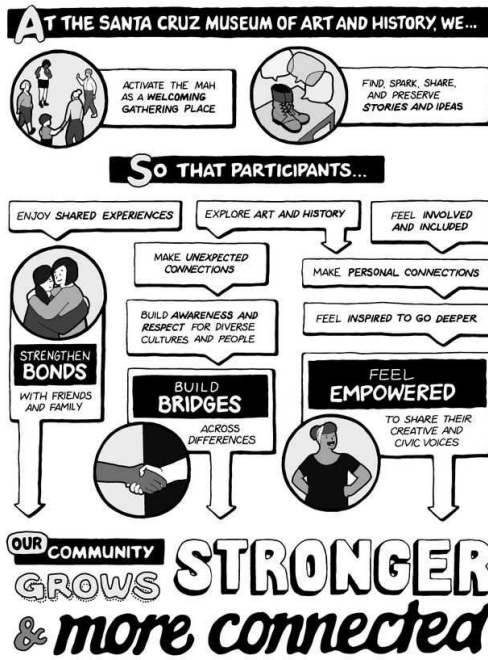 AT THE SANTA CRUZ MUSEUM OF ART AND HISTORY, WE...
ACTIVATE THE MAH
AS A WELCOMING
GATHERING PLACE
FIND, SPARK, SHARE,
AND PRESERVE
STORIES AND IDEAS
SO THAT PARTICIPANTS...
ENJOY SHARED EXPERIENCES
EXPLORE ART AND HISTORY
FEEL INVOLVED
AND INCLUDED
MAKE UNEXPECTED
CONNECTIONS
MAKE PERSONAL CONNECTIONS
BUILD AWARENESS AND
RESPECT FOR DIVERSE
CULTURES AND PEOPLE
FEEL INSPIRED TO GO DEEPER
STRENGTHEN
BONDS
WITH FRIENDS
AND FAMILY
BUILD
BRIDGES
ACROSS
DIFFERENCES
FEEL
EMPOWERED
TO SHARE THEIR
CREATIVE AND
CIVIC VOICES
OUR COMMUNITY
GROWS STRONGER
& more connected